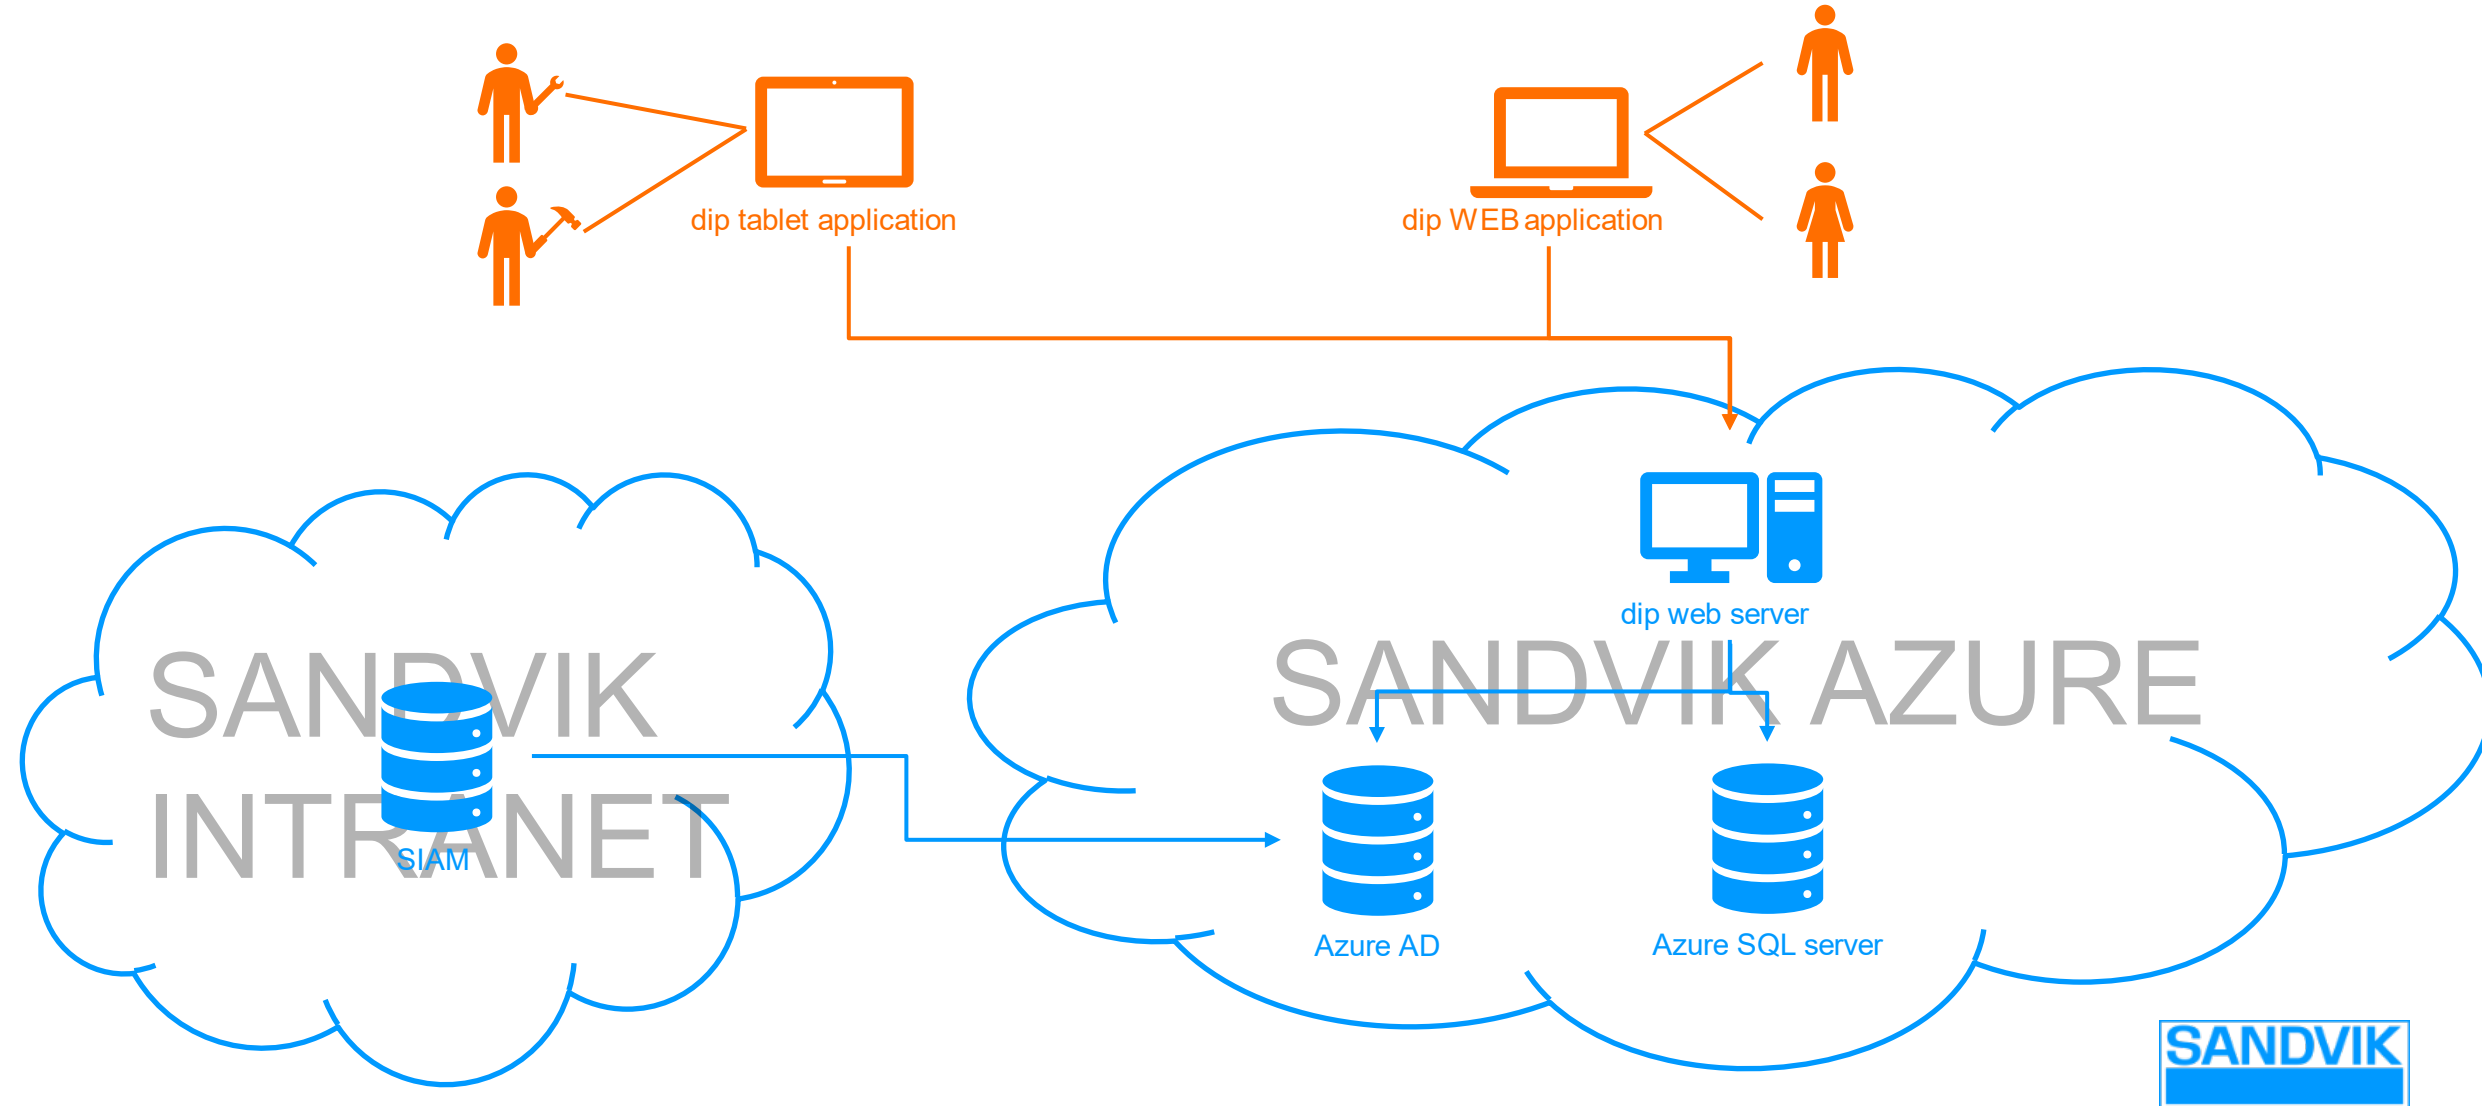 dip tablet application
dip WEB application
dip web server
SANDVIK
INTRANET
SANDVIK AZURE
SIAM
Azure AD
Azure SQL server
SANDVIK